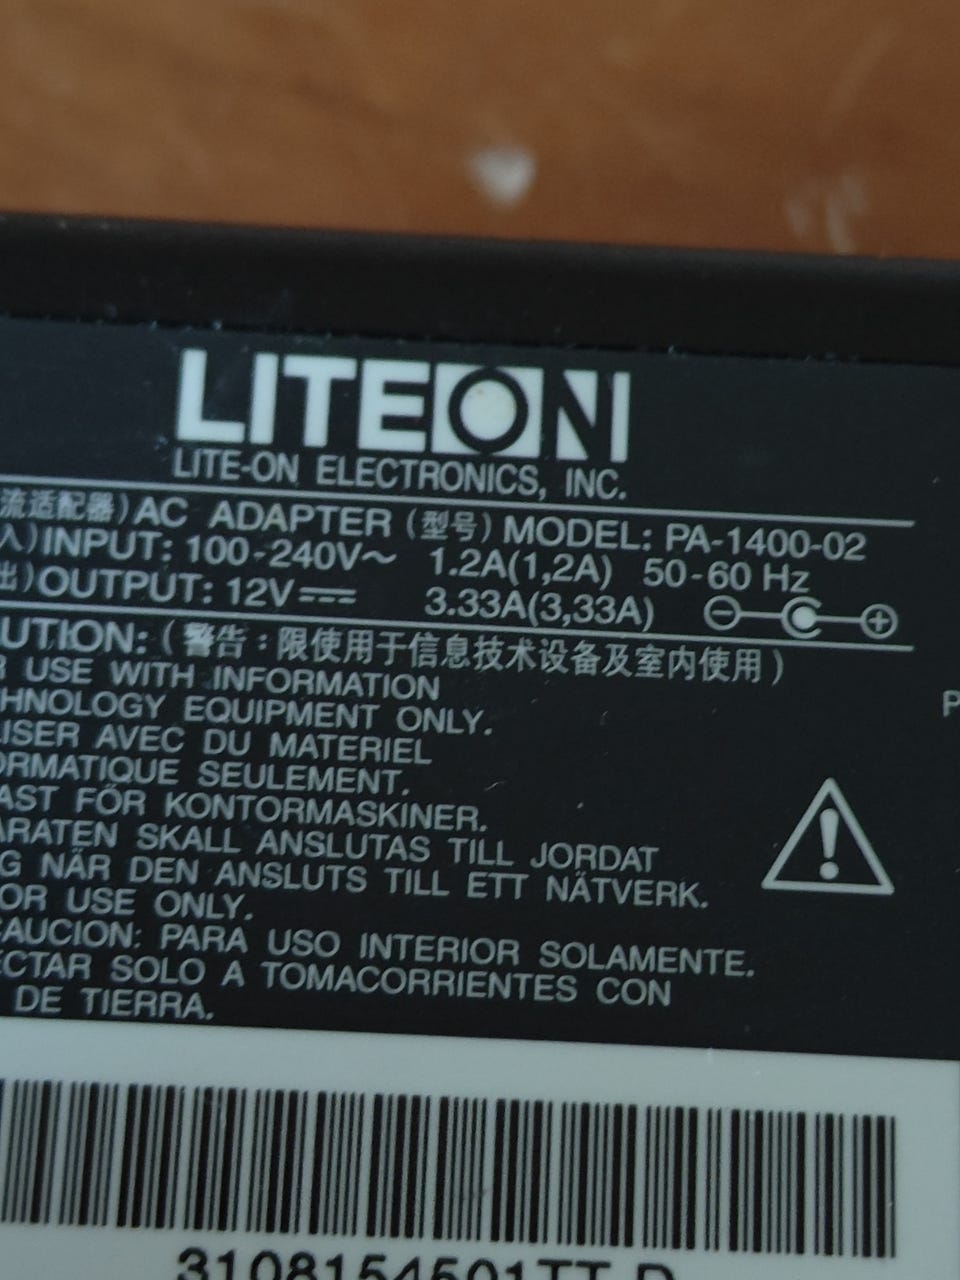 LITEON
LITE-ON ELECTRONICS, INC.
流适配器) AC ADAPTER (型号) MODEL: PA-1400-02
入) INPUT: 100-240V~ 1.2A(1,2A) 50-60 Hz
出) OUTPUT: 12V 3.33A(3,33A)
UTION: (警告:限使用于信息技术设备及室内使用)
R USE WITH INFORMATION
HNOLOGY EQUIPMENT ONLY.
P
LISER AVEC DU MATERIEL
ORMATIQUE SEULEMENT.
AST FÖR KONTORMASKINER.
ARATEN SKALL ANSLUTAS TILL JORDAT
G NÄR DEN ANSLUTS TILL ETT NÄTVERK.
OR USE ONLY.
CAUCION: PARA USO INTERIOR SOLAMENTE.
ECTAR SOLO A TOMACORRIENTES CON
DE TIERRA.
3108154501TT-D